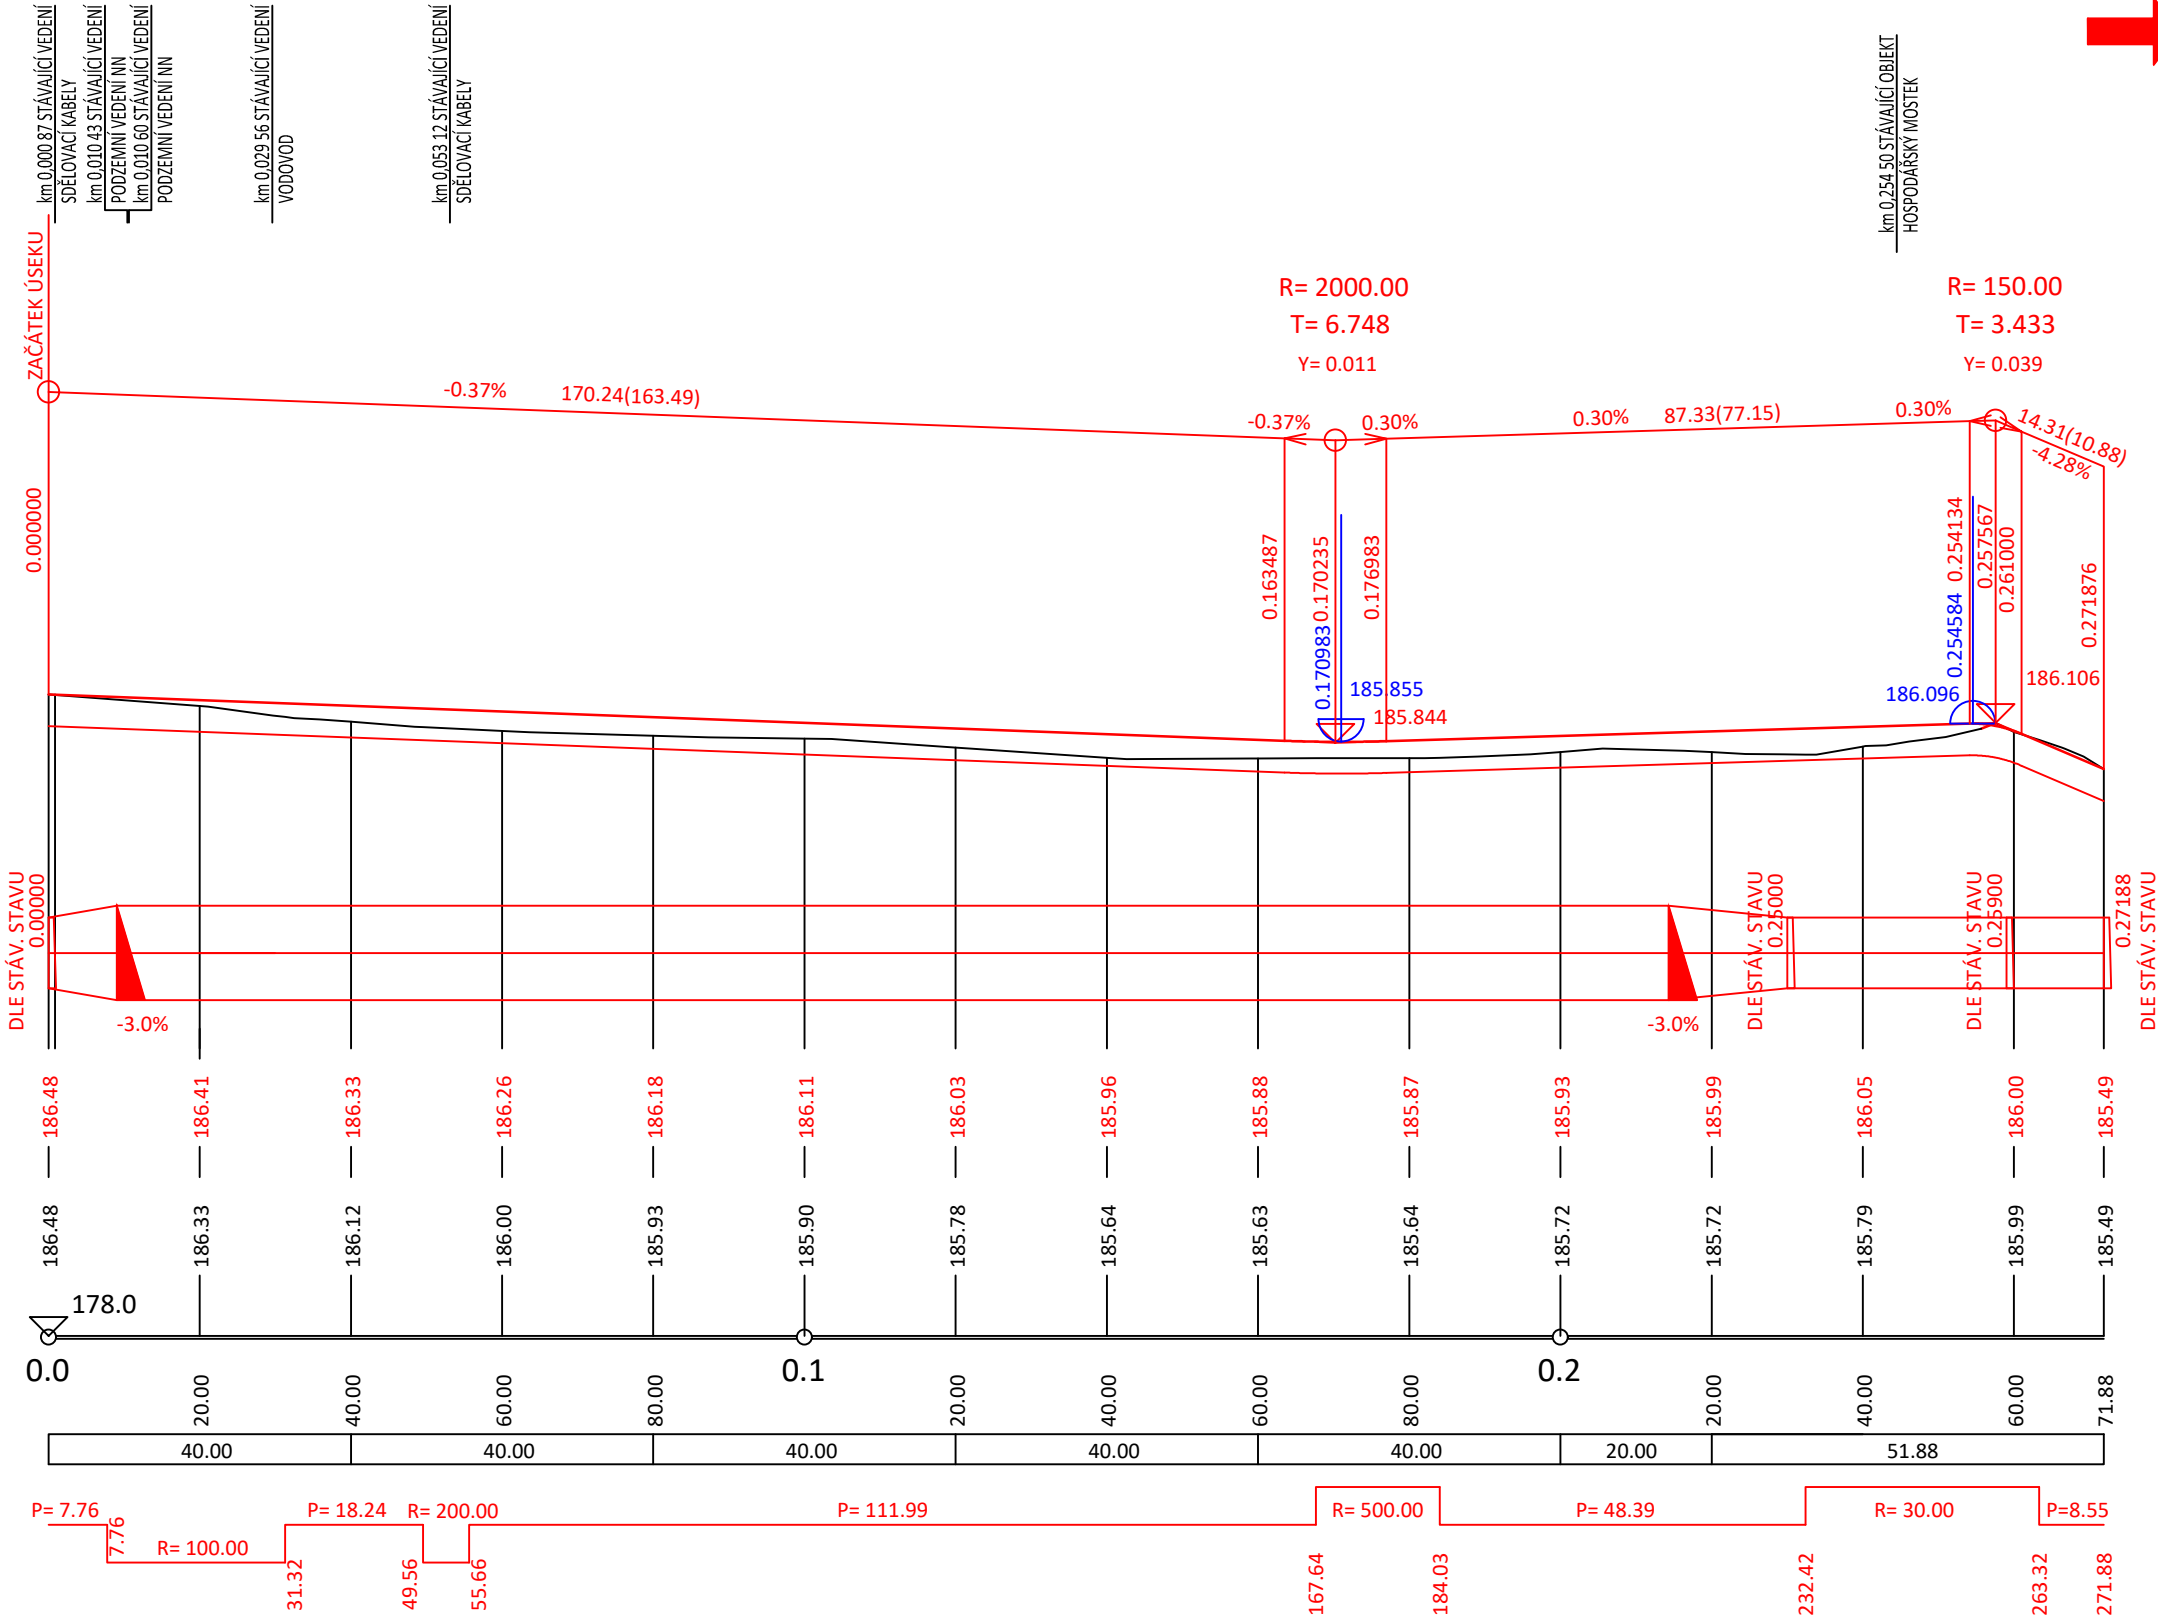 km 0,000 87 STÁVAJÍCÍ VEDENÍ
SDĚLOVACÍ KABELY
km 0,010 43 STÁVAJÍCÍ VEDENÍ
PODZEMNÍ VEDENÍ NN
km 0,010 60 STÁVAJÍCÍ VEDENÍ
PODZEMNÍ VEDENÍ NN
km 0,029 56 STÁVAJÍCÍ VEDENÍ
VODOVOD
km 0,053 12 STÁVAJÍCÍ VEDENÍ
SDĚLOVACÍ KABELY
km 0,254 50 STÁVAJÍCÍ OBJEKT
HOSPODÁŘSKÝ MOSTEK
ZAČÁTEK ÚSEKU
R= 2000.00
T= 6.748
Y= 0.011
R= 150.00
T= 3.433
Y= 0.039
-0.37%
170.24(163.49)
-0.37%
0.30%
0.30%
87.33(77.15)
0.30%
14.31(10.88)
-4.28%
0.000000
0.163487
0.170235
0.176983
0.170983
185.855
185.844
0.254134
0.257567
0.261000
0.254584
186.096
186.106
0.271876
DLE STÁV. STAVU
0.00000
-3.0%
-3.0%
DLE STÁV. STAVU
0.25000
DLE STÁV. STAVU
0.25900
0.27188
DLE STÁV. STAVU
186.48
186.41
186.33
186.26
186.18
186.11
186.03
185.96
185.88
185.87
185.93
185.99
186.05
186.00
185.49
186.48
186.33
186.12
186.00
185.93
185.90
185.78
185.64
185.63
185.64
185.72
185.72
185.79
185.99
185.49
178.0
0.0
0.1
0.2
20.00
40.00
60.00
80.00
20.00
40.00
60.00
80.00
20.00
40.00
60.00
71.88
40.00
40.00
40.00
40.00
40.00
20.00
51.88
P= 7.76
7.76
R= 100.00
31.32
P= 18.24
49.56
R= 200.00
55.66
P= 111.99
167.64
R= 500.00
184.03
P= 48.39
232.42
R= 30.00
263.32
P=8.55
271.88